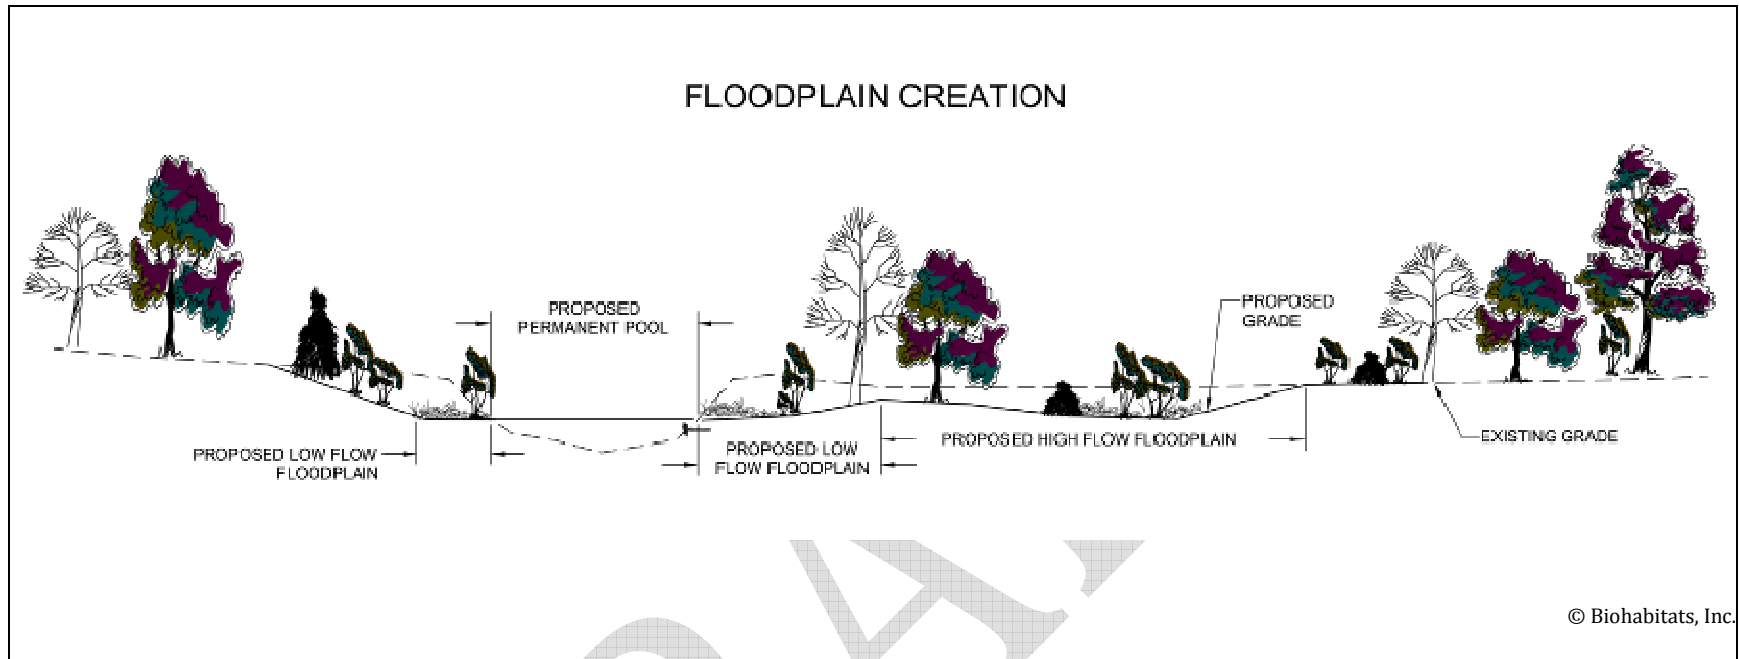 FLOODPLAIN CREATION
PROPOSED
PERMANENT POOL
PROPOSED
GRADE
PROPOSED LOW FLOW
FLOODPLAIN
PROPOSED LOW
FLOW FLOODPLAIN
PROPOSED HIGH FLOW FLOODPLAIN
EXISTING GRADE
© Biohabitats, Inc.